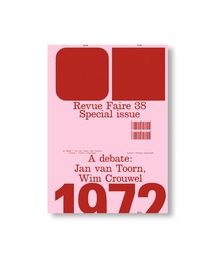 Revue Faire 38
Special issue
A debate:
Jan van Toorn,
Wim Crouwel
1972